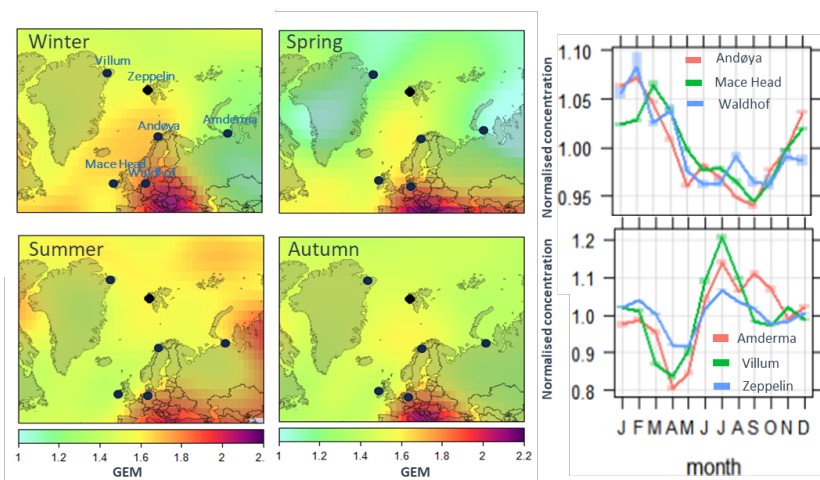 Winter
Villum
Zeppelin
Andøya
Amderma
Mace Head
Waldhof
Spring
Summer
Autumn
1 1.2 1.4 1.6 1.8 2 2.
GEM
1 1.2 1.4 1.6 1.8 2 2.2
GEM
Normalised concentration
1.10
1.05
1.00
0.95
Andøya
Mace Head
Waldhof
Normalised concentration
1.2
1.1
1.0
0.9
0.8
Amderma
Villum
Zeppelin
J F M A M J J A S O N D
month